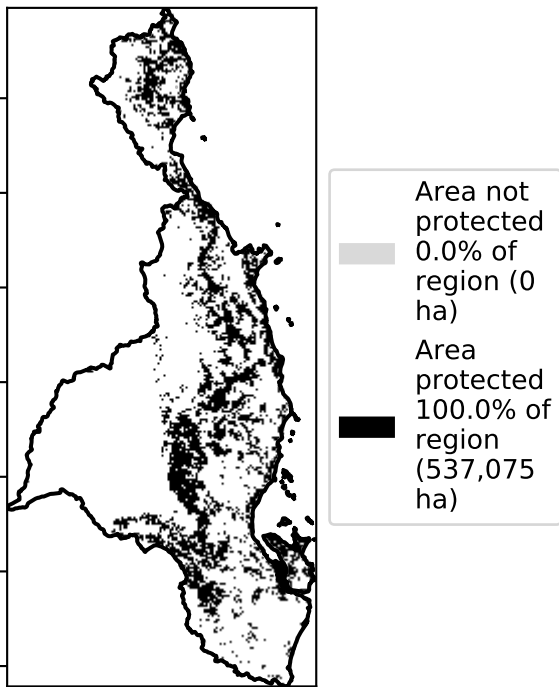 Area not
protected
0.0% of
region (0
ha)
Area
protected
100.0% of
region
(537,075
ha)